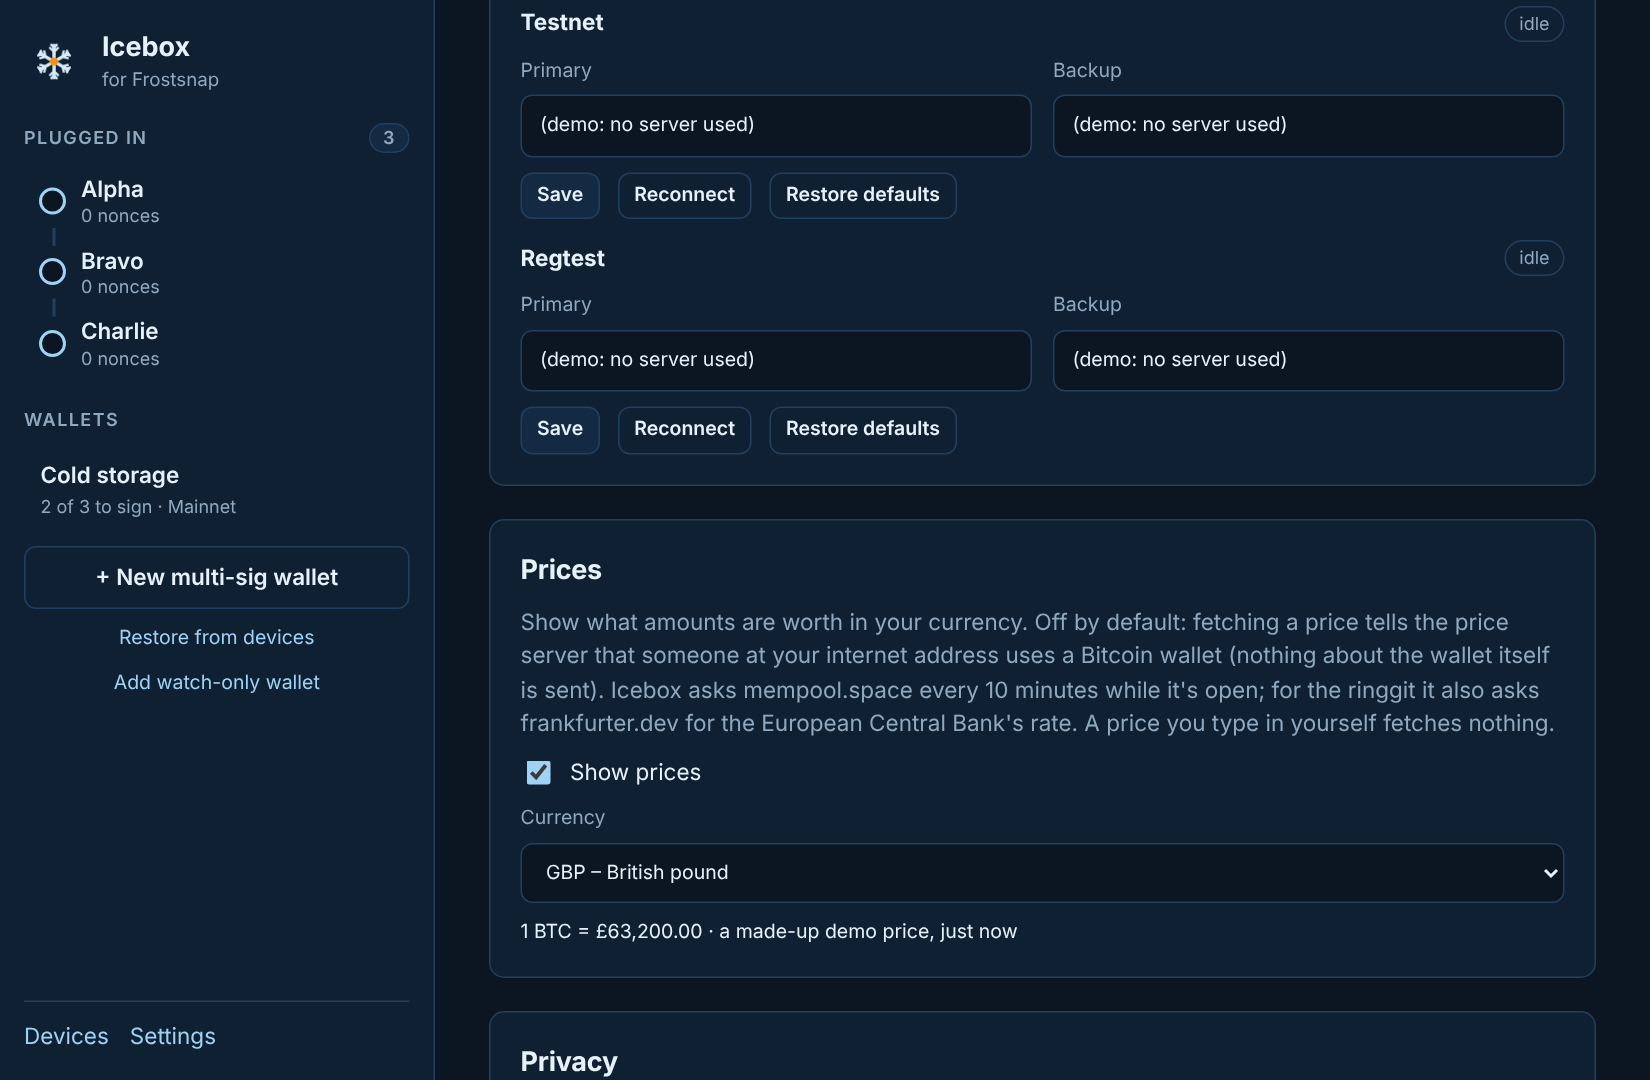 Icebox
for Frostsnap
PLUGGED IN
3
Alpha
0 nonces
Bravo
0 nonces
Charlie
0 nonces
WALLETS
Cold storage
2 of 3 to sign · Mainnet
+ New multi-sig wallet
Restore from devices
Add watch-only wallet
Devices
Settings
Testnet
idle
Primary
Backup
(demo: no server used)
(demo: no server used)
Save
Reconnect
Restore defaults
Regtest
idle
Primary
Backup
(demo: no server used)
(demo: no server used)
Save
Reconnect
Restore defaults
Prices
Show what amounts are worth in your currency. Off by default: fetching a price tells the price
server that someone at your internet address uses a Bitcoin wallet (nothing about the wallet itself
is sent). Icebox asks mempool.space every 10 minutes while it's open; for the ringgit it also asks
frankfurter.dev for the European Central Bank's rate. A price you type in yourself fetches nothing.
Show prices
Currency
GBP – British pound
1 BTC = £63,200.00 · a made-up demo price, just now
Privacy